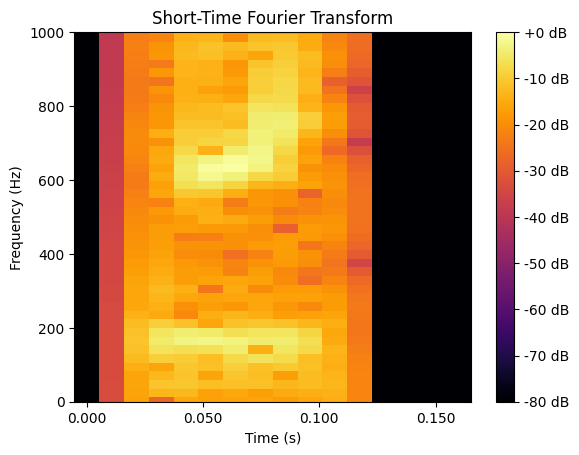 Short-Time Fourier Transform
1000
800
600
400
200
0
Frequency (Hz)
0.000
0.050
0.100
0.150
Time (s)
+0 dB
-10 dB
-20 dB
-30 dB
-40 dB
-50 dB
-60 dB
-70 dB
-80 dB